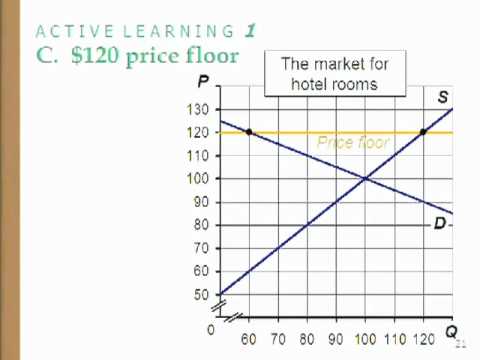 ACTIVE LEARNING 1
C. $120 price floor
The market for
hotel rooms
P
S
130
120
Price floor
110
100
90
80
D
70
60
50
0
60 70 80 90 100 110 120
Q
21